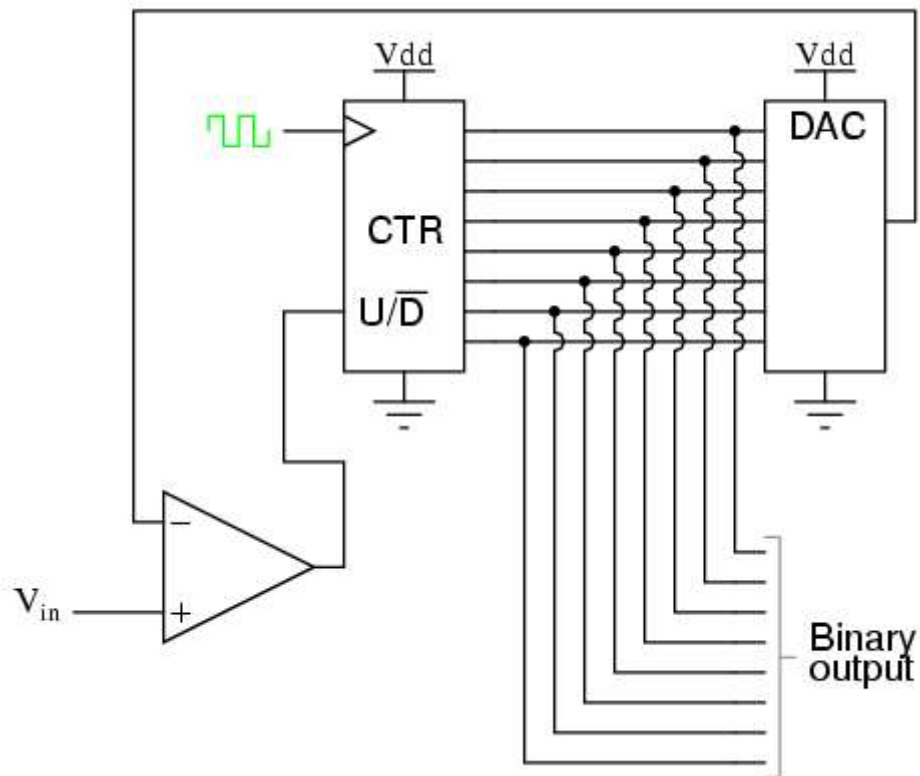 Vdd
Vdd
DAC
CTR
U/D̅
−
Vin
+
Binary
output